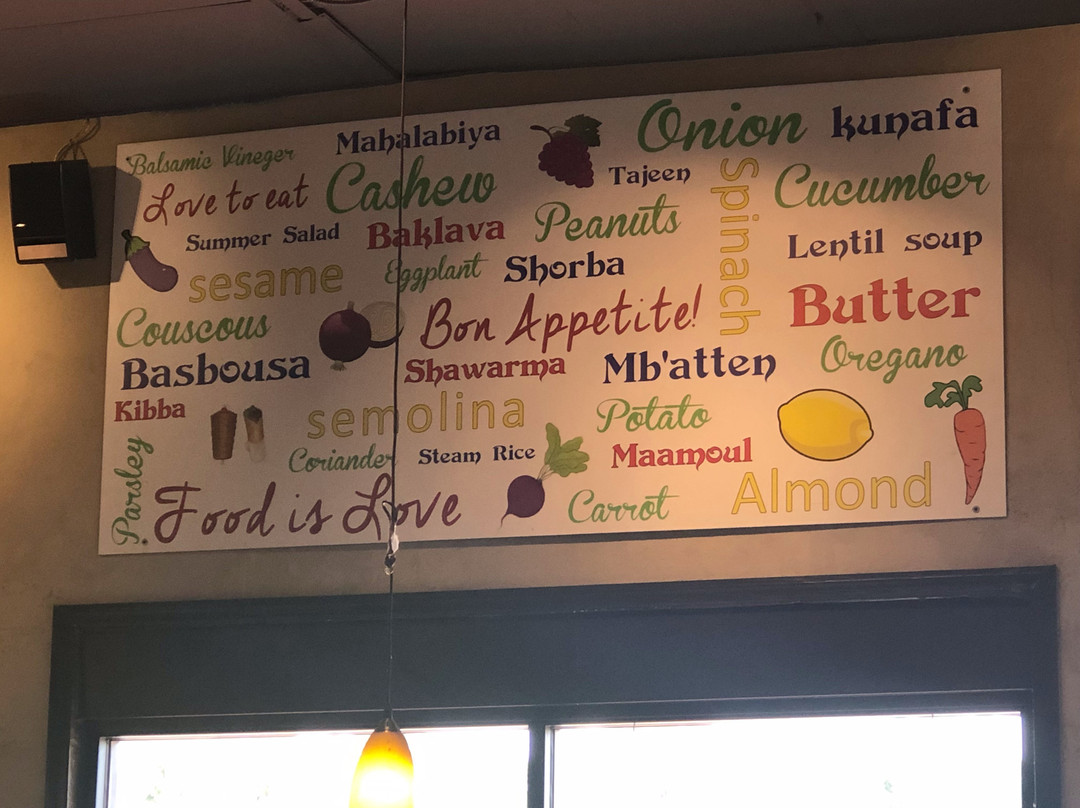 Mahalabiya
Onion
kunafa
Balsamic Vineger
Love to eat
Cashew
Tajeen
Spinach
Cucumber
Summer Salad
Baklava
Peanuts
Lentil soup
sesame
Eggplant
Shorba
Butter
Couscous
Bon Appetite!
Oregano
Basbousa
Shawarma
Mb'atten
Kibba
semolina
Potato
Parsley
Coriander
Steam Rice
Maamoul
Almond
Food is Love
Carrot